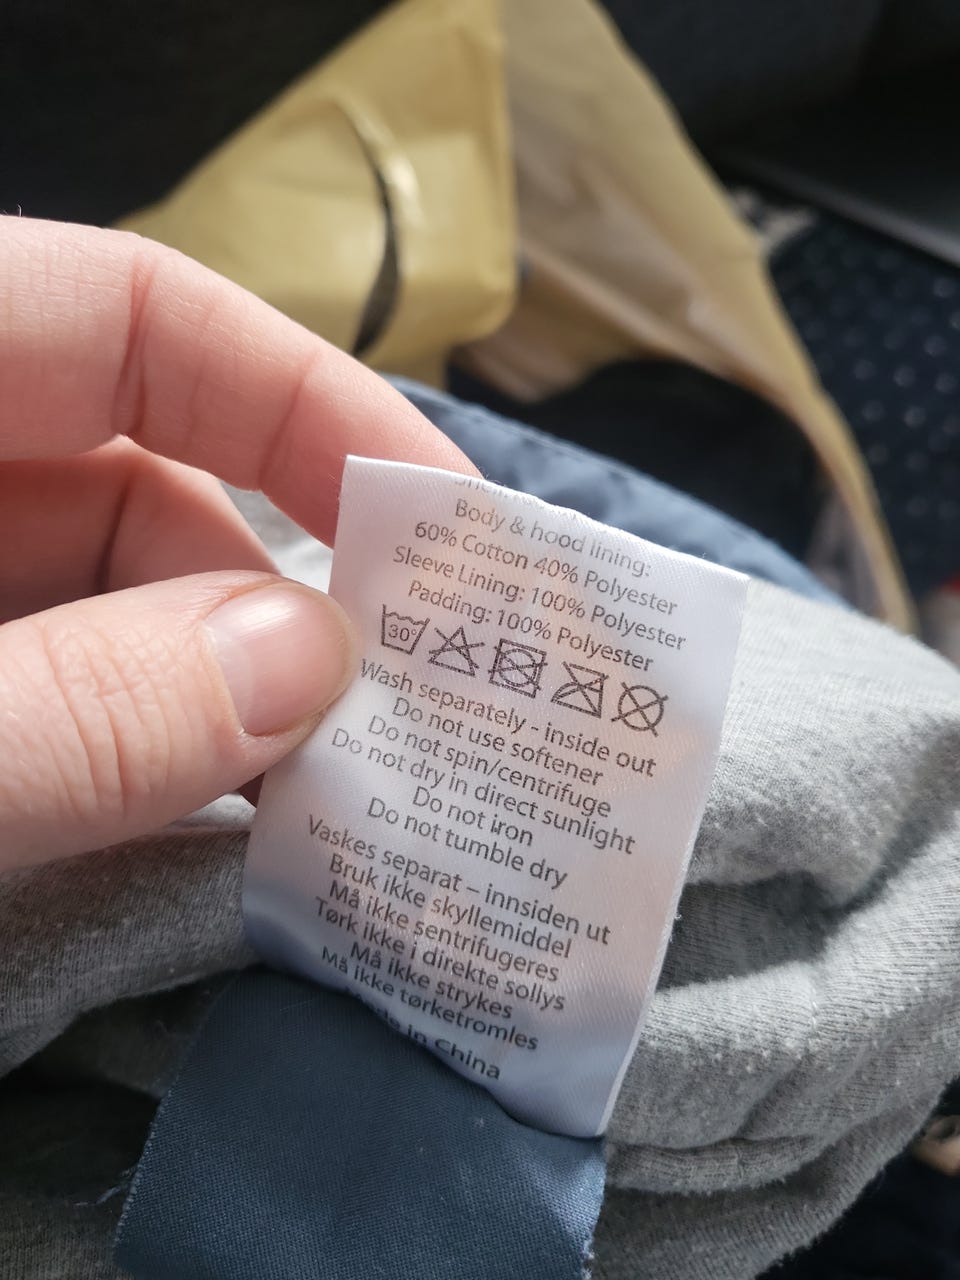 Body & hood lining:
60% Cotton 40% Polyester
Sleeve Lining: 100% Polyester
Padding: 100% Polyester
30°
Wash separately - inside out
Do not use softener
Do not spin/centrifuge
Do not dry in direct sunlight
Do not iron
Do not tumble dry
Vaskes separat – innsiden ut
Bruk ikke skyllemiddel
Må ikke sentrifugeres
Tørk ikke i direkte sollys
Må ikke strykes
Må ikke tørketromles
Made in China